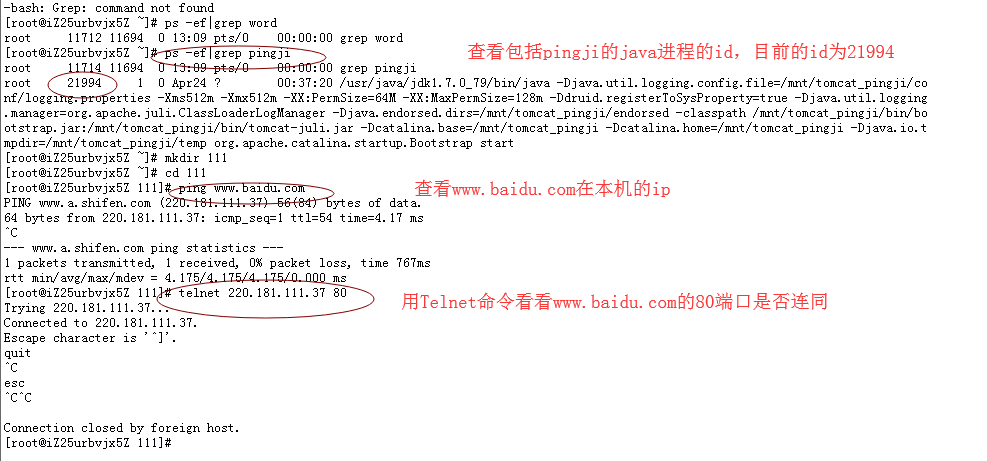 -bash: Grep: command not found
[root@iZ25urbvjx5Z ~]# ps -ef|grep word
root     11712 11694  0 13:09 pts/0    00:00:00 grep word
[root@iZ25urbvjx5Z ~]# ps -ef|grep pingji
查看包括pingji的java进程的id，目前的id为21994
root     11714 11694  0 13:09 pts/0    00:00:00 grep pingji
root     21994     1  0 Apr24 ?        00:37:20 /usr/java/jdk1.7.0_79/bin/java -Djava.util.logging.config.file=/mnt/tomcat_pingji/co
nf/logging.properties -Xms512m -Xmx512m -XX:PermSize=64M -XX:MaxPermSize=128m -Ddruid.registerToSysProperty=true -Djava.util.logging
.manager=org.apache.juli.ClassLoaderLogManager -Djava.endorsed.dirs=/mnt/tomcat_pingji/endorsed -classpath /mnt/tomcat_pingji/bin/bo
otstrap.jar:/mnt/tomcat_pingji/bin/tomcat-juli.jar -Dcatalina.base=/mnt/tomcat_pingji -Dcatalina.home=/mnt/tomcat_pingji -Djava.io.t
mpdir=/mnt/tomcat_pingji/temp org.apache.catalina.startup.Bootstrap start
[root@iZ25urbvjx5Z ~]# mkdir 111
[root@iZ25urbvjx5Z ~]# cd 111
[root@iZ25urbvjx5Z 111]# ping www.baidu.com
查看www.baidu.com在本机的ip
PING www.a.shifen.com (220.181.111.37) 56(84) bytes of data.
64 bytes from 220.181.111.37: icmp_seq=1 ttl=54 time=4.17 ms
^C
--- www.a.shifen.com ping statistics ---
1 packets transmitted, 1 received, 0% packet loss, time 767ms
rtt min/avg/max/mdev = 4.175/4.175/4.175/0.000 ms
[root@iZ25urbvjx5Z 111]# telnet 220.181.111.37 80
用Telnet命令看看www.baidu.com的80端口是否连同
Trying 220.181.111.37...
Connected to 220.181.111.37.
Escape character is '^]'.
quit
^C
esc
^C^C
Connection closed by foreign host.
[root@iZ25urbvjx5Z 111]#